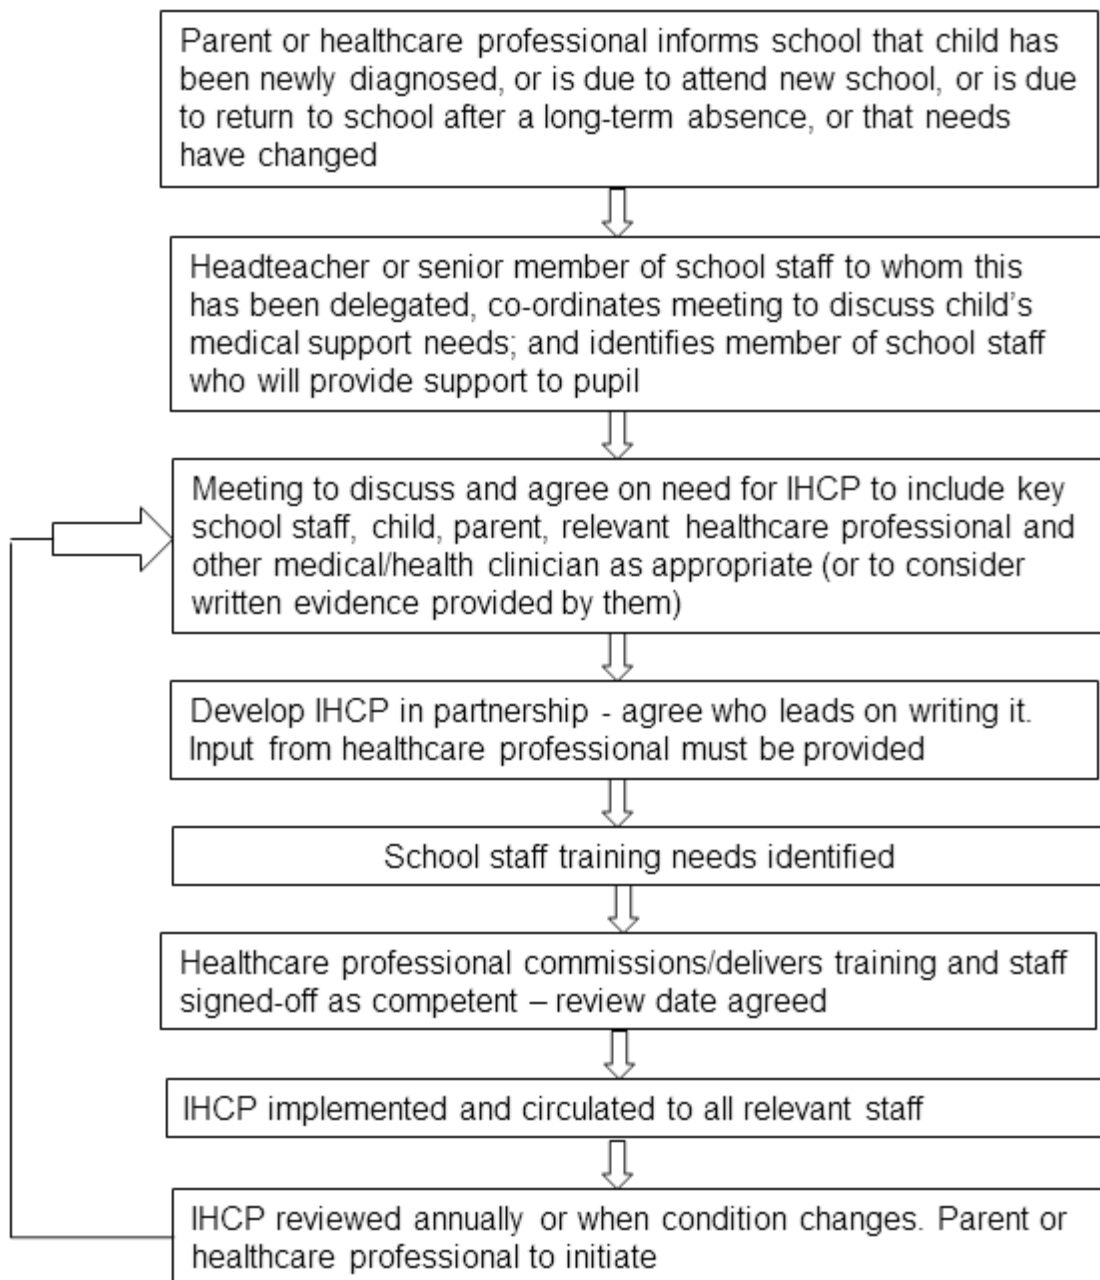 Parent or healthcare professional informs school that child has
been newly diagnosed, or is due to attend new school, or is due
to return to school after a long-term absence, or that needs
have changed
Headteacher or senior member of school staff to whom this
has been delegated, co-ordinates meeting to discuss child's
medical support needs; and identifies member of school staff
who will provide support to pupil
Meeting to discuss and agree on need for IHCP to include key
school staff, child, parent, relevant healthcare professional and
other medical/health clinician as appropriate (or to consider
written evidence provided by them)
Develop IHCP in partnership - agree who leads on writing it.
Input from healthcare professional must be provided
School staff training needs identified
Healthcare professional commissions/delivers training and staff
signed-off as competent – review date agreed
IHCP implemented and circulated to all relevant staff
IHCP reviewed annually or when condition changes. Parent or
healthcare professional to initiate